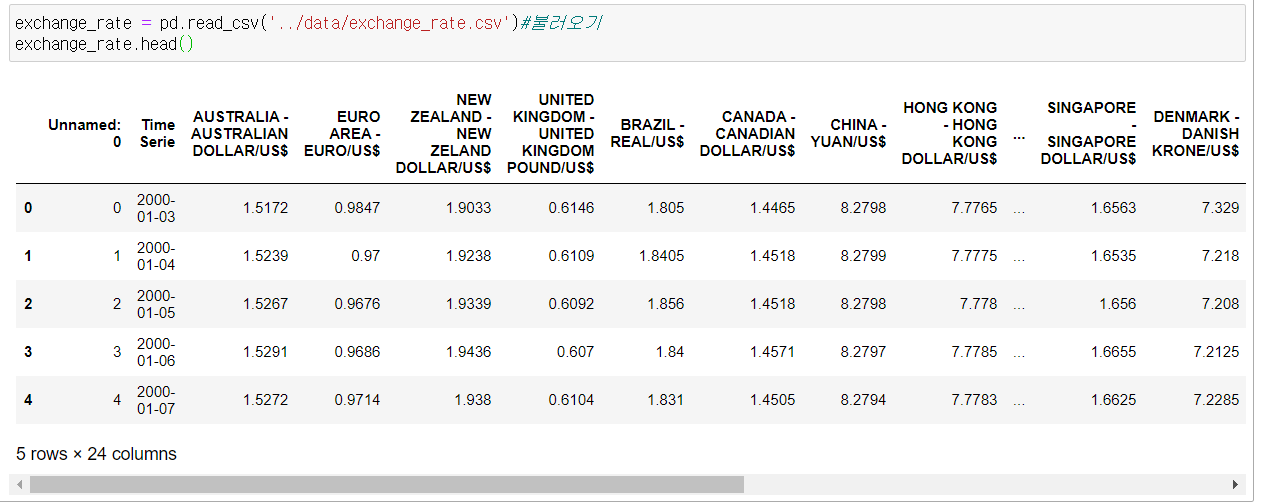 exchange_rate = pd.read_csv('../data/exchange_rate.csv')#불러오기
exchange_rate.head()
Unnamed: 0 Time Serie AUSTRALIA - AUSTRALIAN DOLLAR/US$ EURO AREA - EURO/US$ NEW ZEALAND - NEW ZELAND DOLLAR/US$ UNITED KINGDOM - UNITED KINGDOM POUND/US$ BRAZIL - REAL/US$ CANADA - CANADIAN DOLLAR/US$ CHINA - YUAN/US$ HONG KONG - HONG KONG DOLLAR/US$ ... SINGAPORE - SINGAPORE DOLLAR/US$ DENMARK - DANISH KRONE/US$
0 0 2000-01-03 1.5172 0.9847 1.9033 0.6146 1.805 1.4465 8.2798 7.7765 ... 1.6563 7.329
1 1 2000-01-04 1.5239 0.97 1.9238 0.6109 1.8405 1.4518 8.2799 7.7775 ... 1.6535 7.218
2 2 2000-01-05 1.5267 0.9676 1.9339 0.6092 1.856 1.4518 8.2798 7.778 ... 1.656 7.208
3 3 2000-01-06 1.5291 0.9686 1.9436 0.607 1.84 1.4571 8.2797 7.7785 ... 1.6655 7.2125
4 4 2000-01-07 1.5272 0.9714 1.938 0.6104 1.831 1.4505 8.2794 7.7783 ... 1.6625 7.2285
5 rows × 24 columns